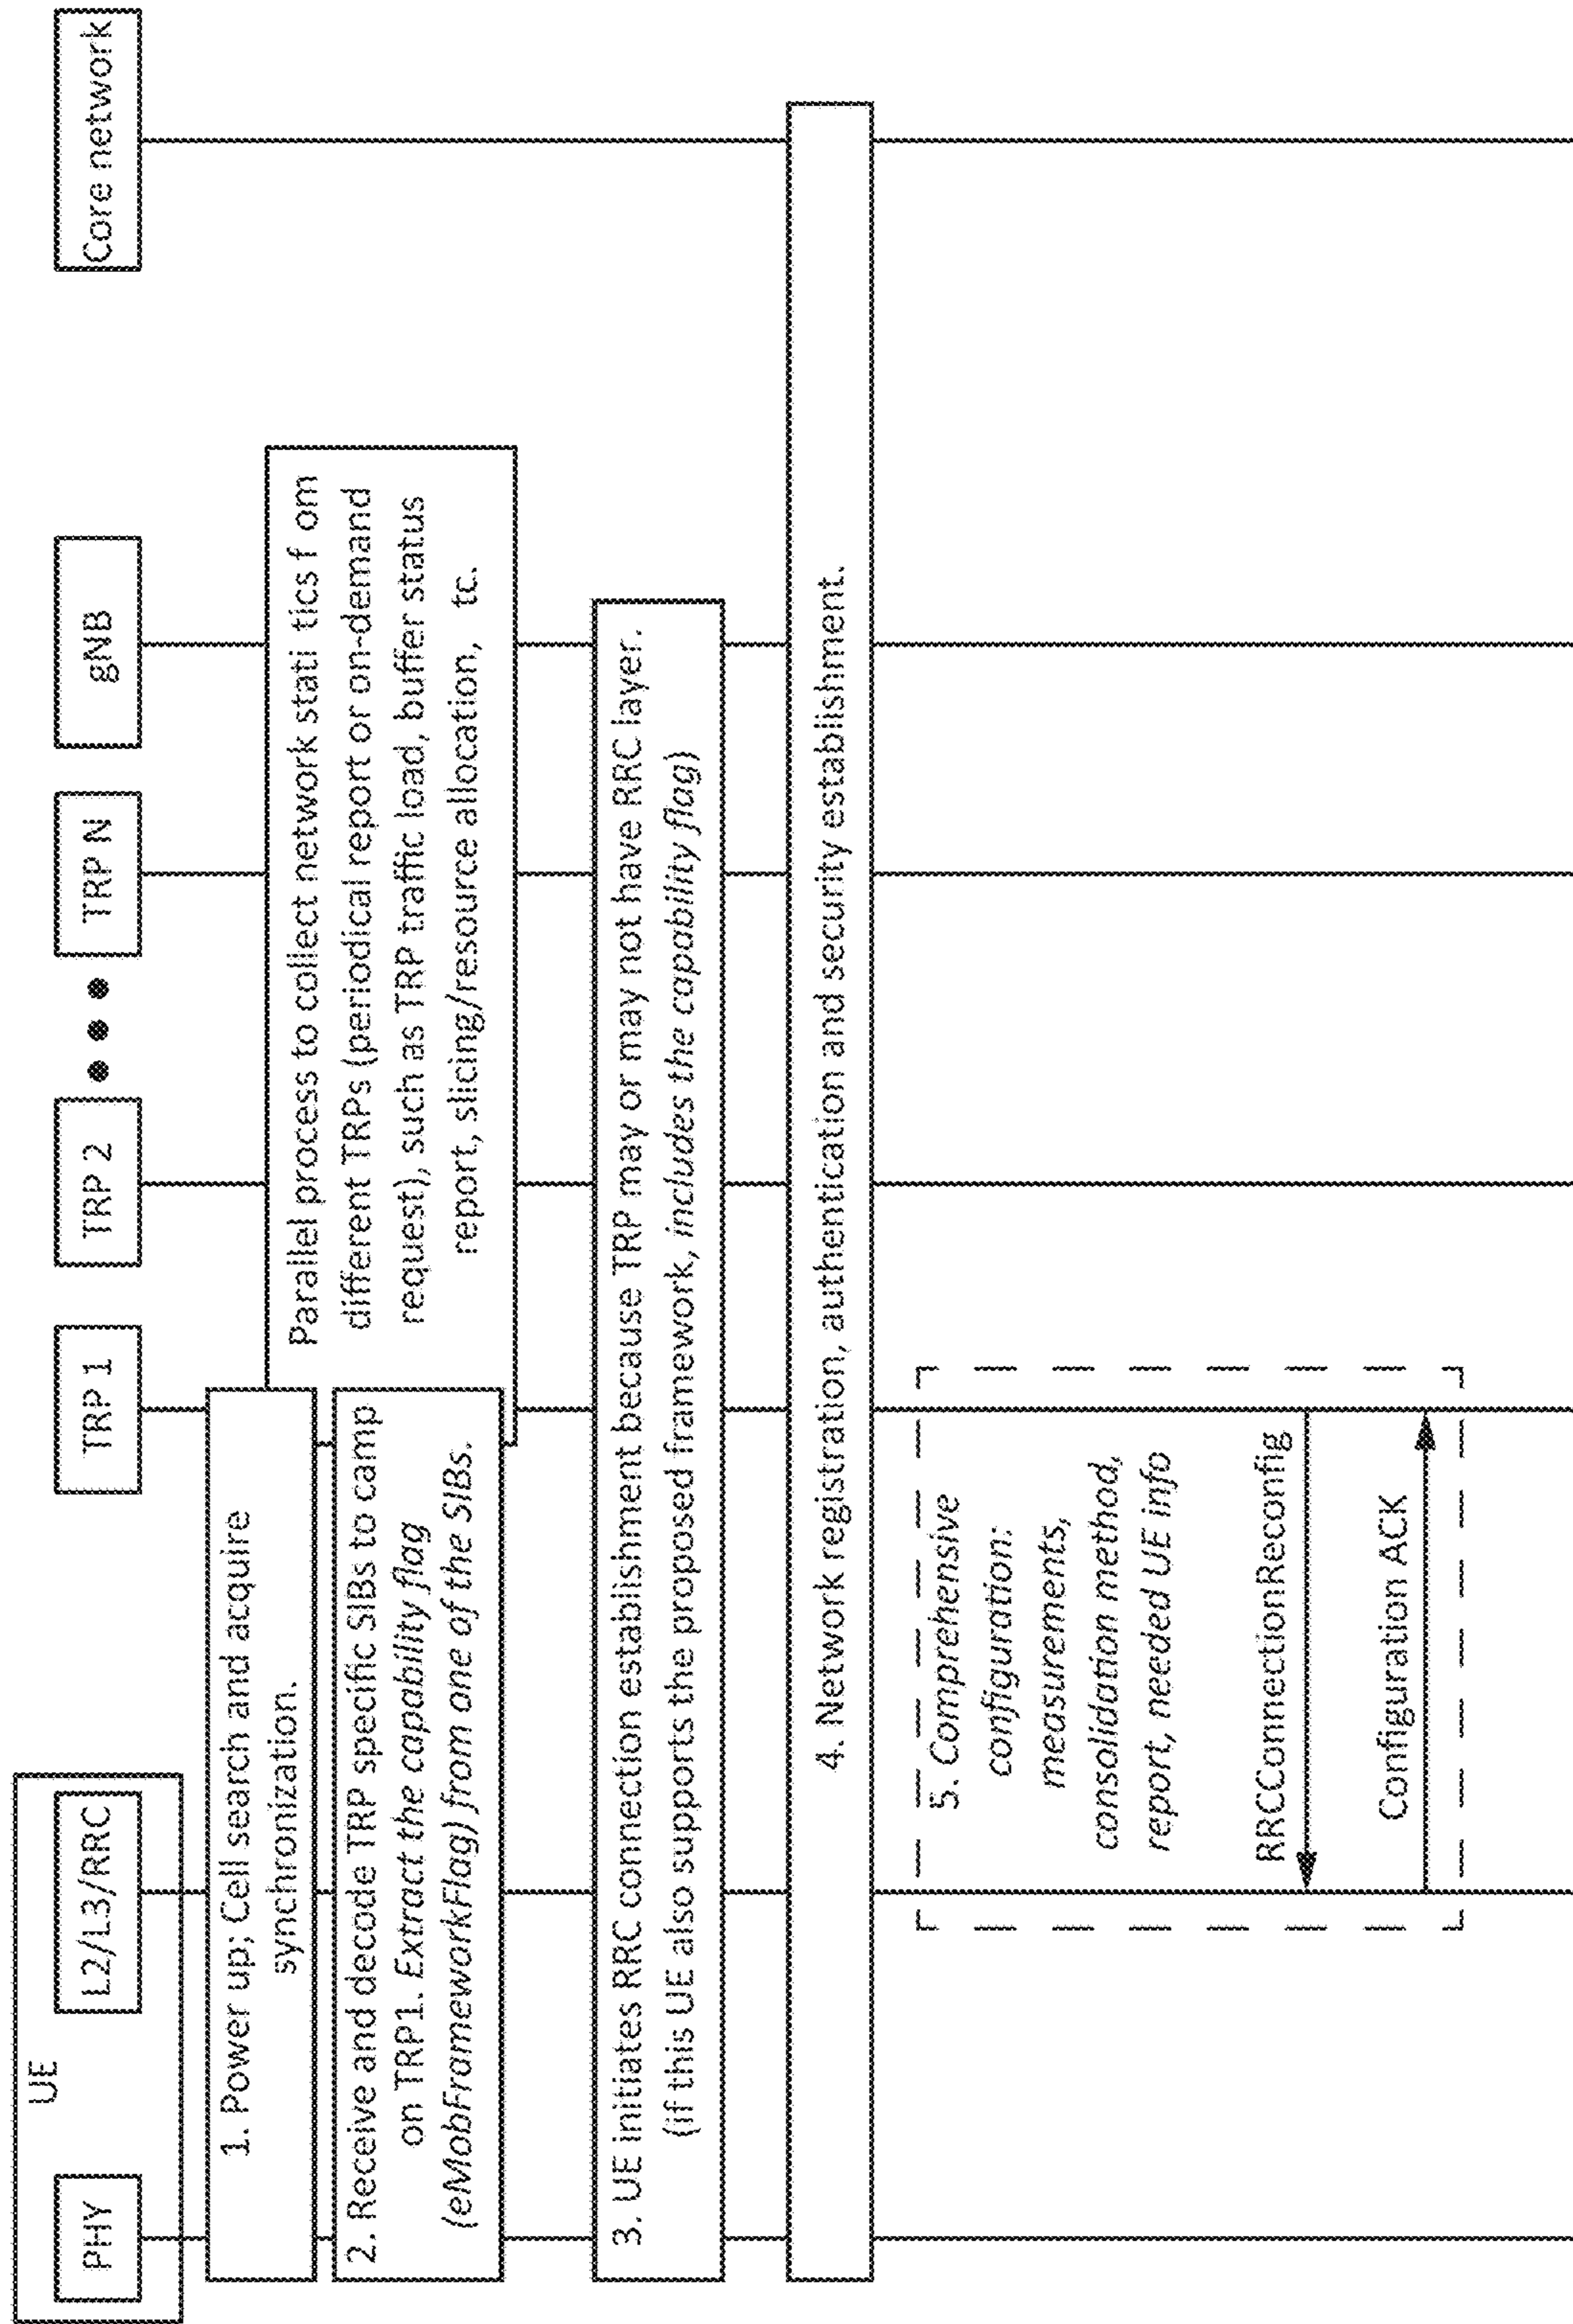 UE
PHY
L2/L3/RRC
TRP 1
TRP 2
TRP N
gNB
Core network
1. Power up; Cell search and acquire
synchronization.
2. Receive and decode TRP specific SIBs to camp
on TRP1. Extract the capability flag
(eMobFrameworkFlag) from one of the SIBs.
Parallel process to collect network stati tics f om
different TRPs (periodical report or on-demand
request), such as TRP traffic load, buffer status
report, slicing/resource allocation, tc.
3. UE initiates RRC connection establishment because TRP may or may not have RRC layer.
(if this UE also supports the proposed framework, includes the capability flag)
4. Network registration, authentication and security establishment.
5. Comprehensive
configuration:
measurements,
consolidation method,
report, needed UE info
RRCConnectionReconfig
Configuration ACK